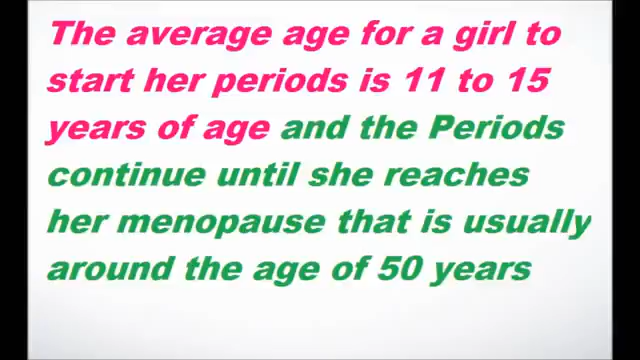 The average age for a girl to
start her periods is 11 to 15
years of age and the Periods
continue until she reaches
her menopause that is usually
around the age of 50 years